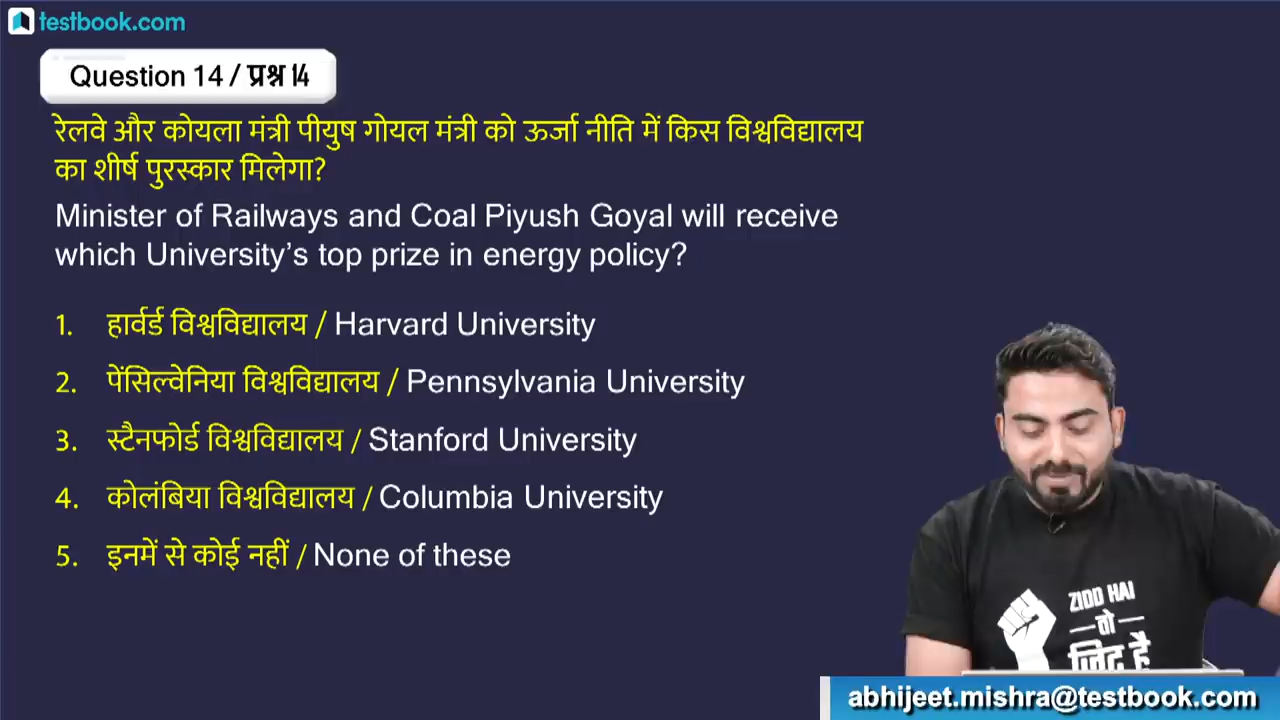 testbook.com
Question 14 / प्रश्न 14
रेलवे और कोयला मंत्री पीयुष गोयल मंत्री को ऊर्जा नीति में किस विश्वविद्यालय
का शीर्ष पुरस्कार मिलेगा?
Minister of Railways and Coal Piyush Goyal will receive
which University’s top prize in energy policy?
1. हार्वर्ड विश्वविद्यालय / Harvard University
2. पेंसिल्वेनिया विश्वविद्यालय / Pennsylvania University
3. स्टैनफोर्ड विश्वविद्यालय / Stanford University
4. कोलंबिया विश्वविद्यालय / Columbia University
5. इनमें से कोई नहीं / None of these
ZIDD HAI
वो
ज़िद है
abhijeet.mishra@testbook.com